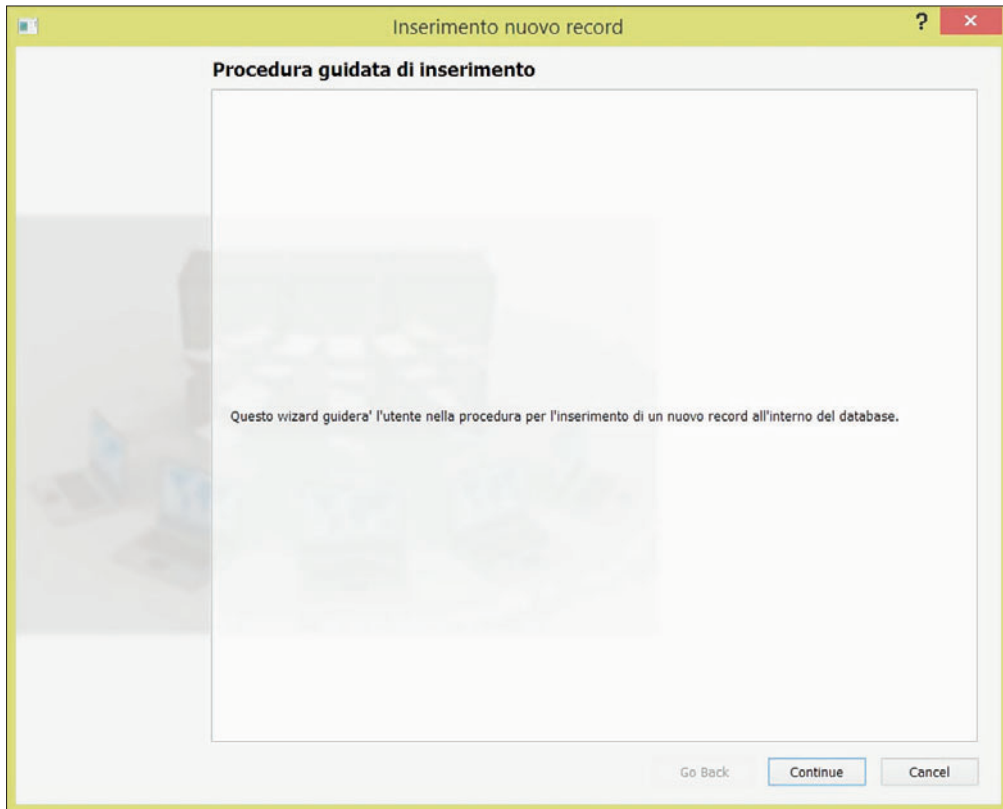 Inserimento nuovo record
?
Procedura guidata di inserimento
Questo wizard guidera' l'utente nella procedura per l'inserimento di un nuovo record all'interno del database.
Go Back Continue Cancel